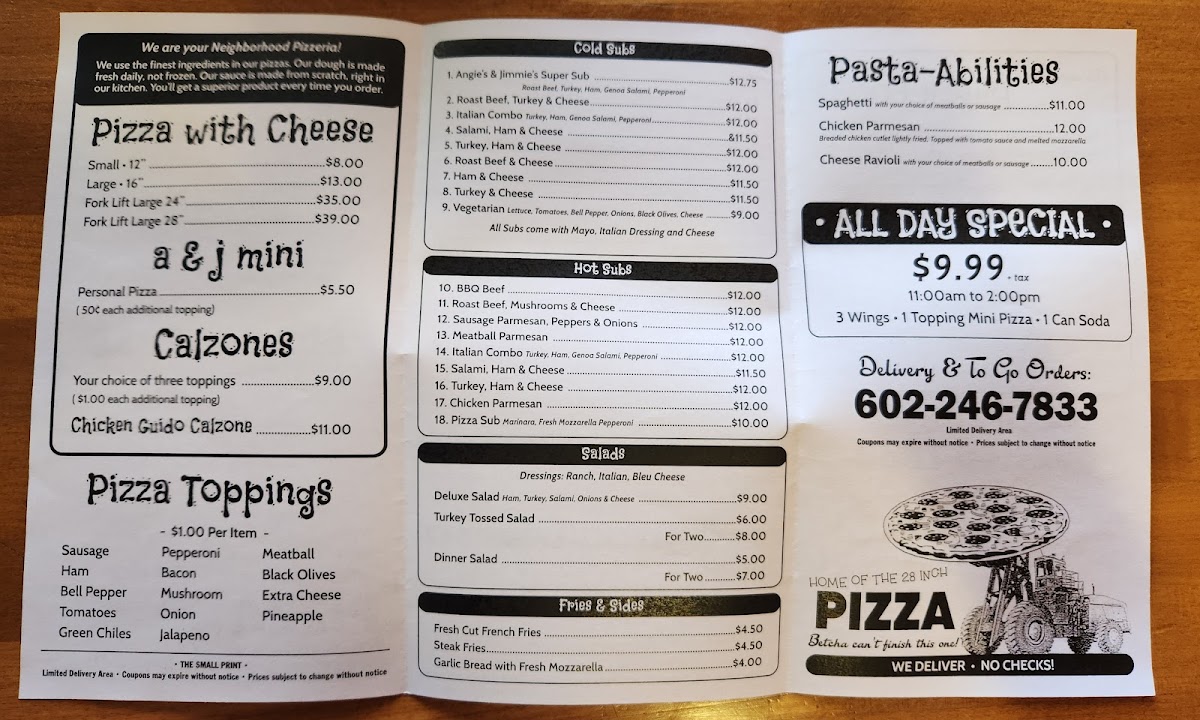 We are your Neighborhood Pizzeria!
We use the finest ingredients in our pizzas. Our dough is made
fresh daily, not frozen. Our sauce is made from scratch, right in
our kitchen. You'll get a superior product every time you order.
Pizza with Cheese
Small • 12" $8.00
Large • 16" $13.00
Fork Lift Large 24" $35.00
Fork Lift Large 28" $39.00
a & j mini
Personal Pizza $5.50
( 50¢ each additional topping)
Calzones
Your choice of three toppings $9.00
( $1.00 each additional topping)
Chicken Guido Calzone $11.00
Pizza Toppings
- $1.00 Per Item -
Sausage Pepperoni Meatball
Ham Bacon Black Olives
Bell Pepper Mushroom Extra Cheese
Tomatoes Onion Pineapple
Green Chiles Jalapeno
• THE SMALL PRINT •
Limited Delivery Area • Coupons may expire without notice • Prices subject to change without notice
Cold Subs
1. Angie's & Jimmie's Super Sub $12.75
Roast Beef, Turkey, Ham, Genoa Salami, Pepperoni
2. Roast Beef, Turkey & Cheese $12.00
3. Italian Combo Turkey, Ham, Genoa Salami, Pepperoni $12.00
4. Salami, Ham & Cheese &11.50
5. Turkey, Ham & Cheese $12.00
6. Roast Beef & Cheese $12.00
7. Ham & Cheese $11.50
8. Turkey & Cheese $11.50
9. Vegetarian Lettuce, Tomatoes, Bell Pepper, Onions, Black Olives, Cheese $9.00
All Subs come with Mayo, Italian Dressing and Cheese
Hot Subs
10. BBQ Beef $12.00
11. Roast Beef, Mushrooms & Cheese $12.00
12. Sausage Parmesan, Peppers & Onions $12.00
13. Meatball Parmesan $12.00
14. Italian Combo Turkey, Ham, Genoa Salami, Pepperoni $12.00
15. Salami, Ham & Cheese $11.50
16. Turkey, Ham & Cheese $12.00
17. Chicken Parmesan $12.00
18. Pizza Sub Marinara, Fresh Mozzarella Pepperoni $10.00
Salads
Dressings: Ranch, Italian, Bleu Cheese
Deluxe Salad Ham, Turkey, Salami, Onions & Cheese $9.00
Turkey Tossed Salad $6.00
For Two $8.00
Dinner Salad $5.00
For Two $7.00
Fries & Sides
Fresh Cut French Fries $4.50
Steak Fries $4.50
Garlic Bread with Fresh Mozzarella $4.00
Pasta-Abilities
Spaghetti with your choice of meatballs or sausage $11.00
Chicken Parmesan 12.00
Breaded chicken cutlet lightly fried. Topped with tomato sauce and melted mozzarella
Cheese Ravioli with your choice of meatballs or sausage 10.00
• ALL DAY SPECIAL •
$9.99 - tax
11:00am to 2:00pm
3 Wings • 1 Topping Mini Pizza • 1 Can Soda
Delivery & To Go Orders:
602-246-7833
Limited Delivery Area
Coupons may expire without notice • Prices subject to change without notice
HOME OF THE 28 INCH
PIZZA
Betcha can't finish this one!
WE DELIVER • NO CHECKS!